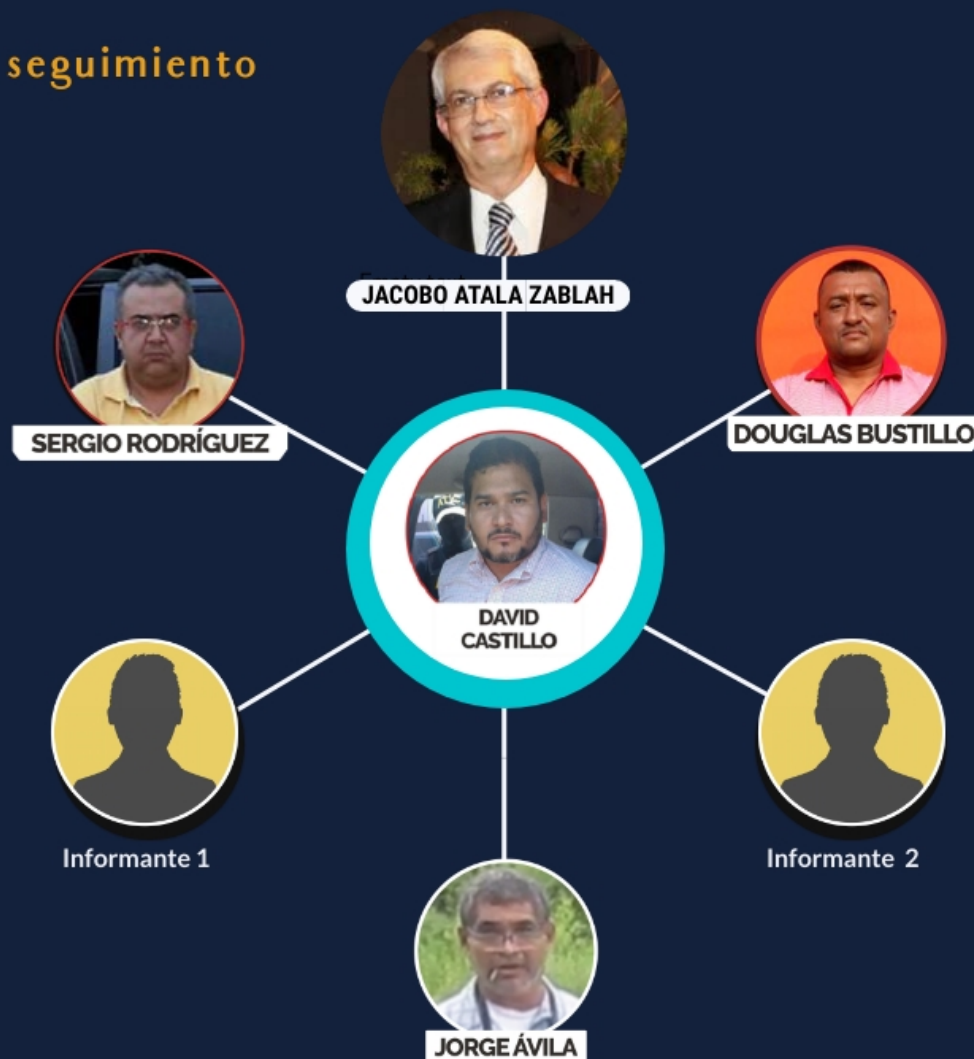 seguimiento
JACOBO ATALA ZABLAH
SERGIO RODRÍGUEZ
DOUGLAS BUSTILLO
DAVID
CASTILLO
Informante 1
Informante 2
JORGE ÁVILA